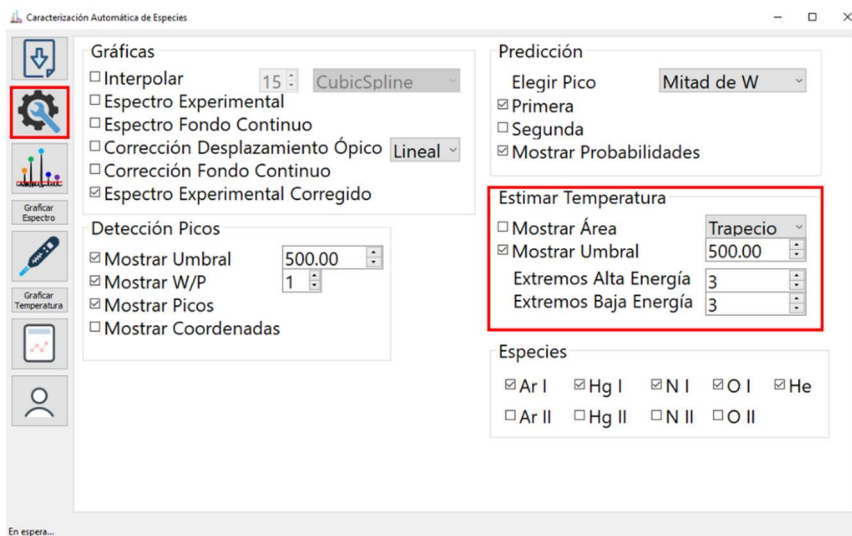 Caracterización Automática de Especies
Graficar
Espectro
Graficar
Temperatura
Gráficas
Interpolar 15 CubicSpline
Espectro Experimental
Espectro Fondo Continuo
Corrección Desplazamiento Ópico Lineal
Corrección Fondo Continuo
Espectro Experimental Corregido
Detección Picos
Mostrar Umbral 500.00
Mostrar W/P 1
Mostrar Picos
Mostrar Coordenadas
Predicción
Elegir Pico Mitad de W
Primera
Segunda
Mostrar Probabilidades
Estimar Temperatura
Mostrar Área Trapecio
Mostrar Umbral 500.00
Extremos Alta Energía 3
Extremos Baja Energía 3
Especies
Ar I Hg I N I O I He
Ar II Hg II N II O II
En espera...